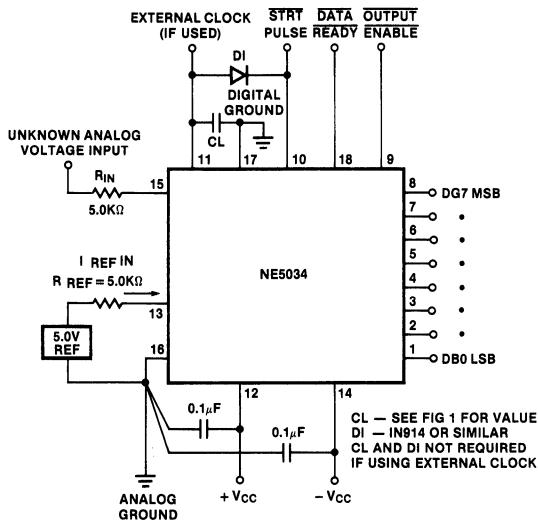 EXTERNAL CLOCK
(IF USED)
STRT
PULSE
DATA
READY
OUTPUT
ENABLE
DI
DIGITAL
GROUND
CL
UNKNOWN ANALOG
VOLTAGE INPUT
11
17
10
18
9
RIN
15
5.0KΩ
8
DG7 MSB
7
6
5
4
3
2
1
DB0 LSB
NE5034
I REF IN
R REF = 5.0KΩ
13
5.0V
REF
16
12
14
0.1μF
0.1μF
CL — SEE FIG 1 FOR VALUE
DI — IN914 OR SIMILAR
CL AND DI NOT REQUIRED
IF USING EXTERNAL CLOCK
ANALOG
GROUND
+ VCC
− VCC